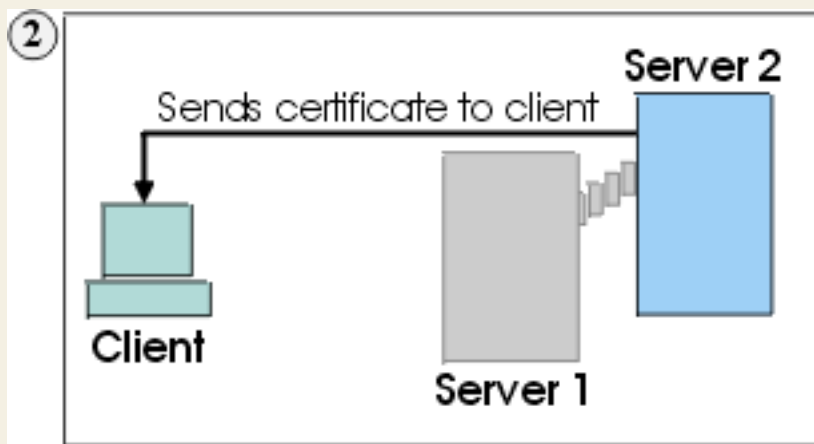 2
Server 2
Sends certificate to client
Client
Server 1